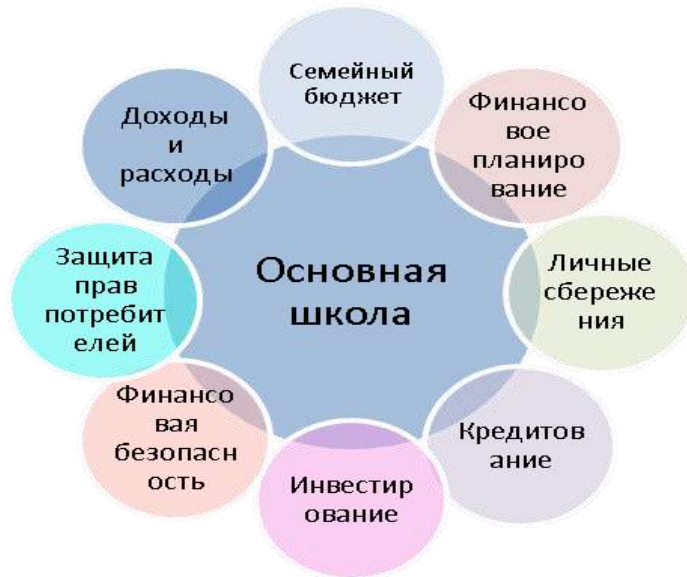 Семейный
бюджет
Финансо
вое
планиро
вание
Личные
сбереже
ния
Кредитов
ание
Инвестир
ование
Финансо
вая
безопасн
ость
Защита
прав
потребит
елей
Доходы
и
расходы
Основная
школа